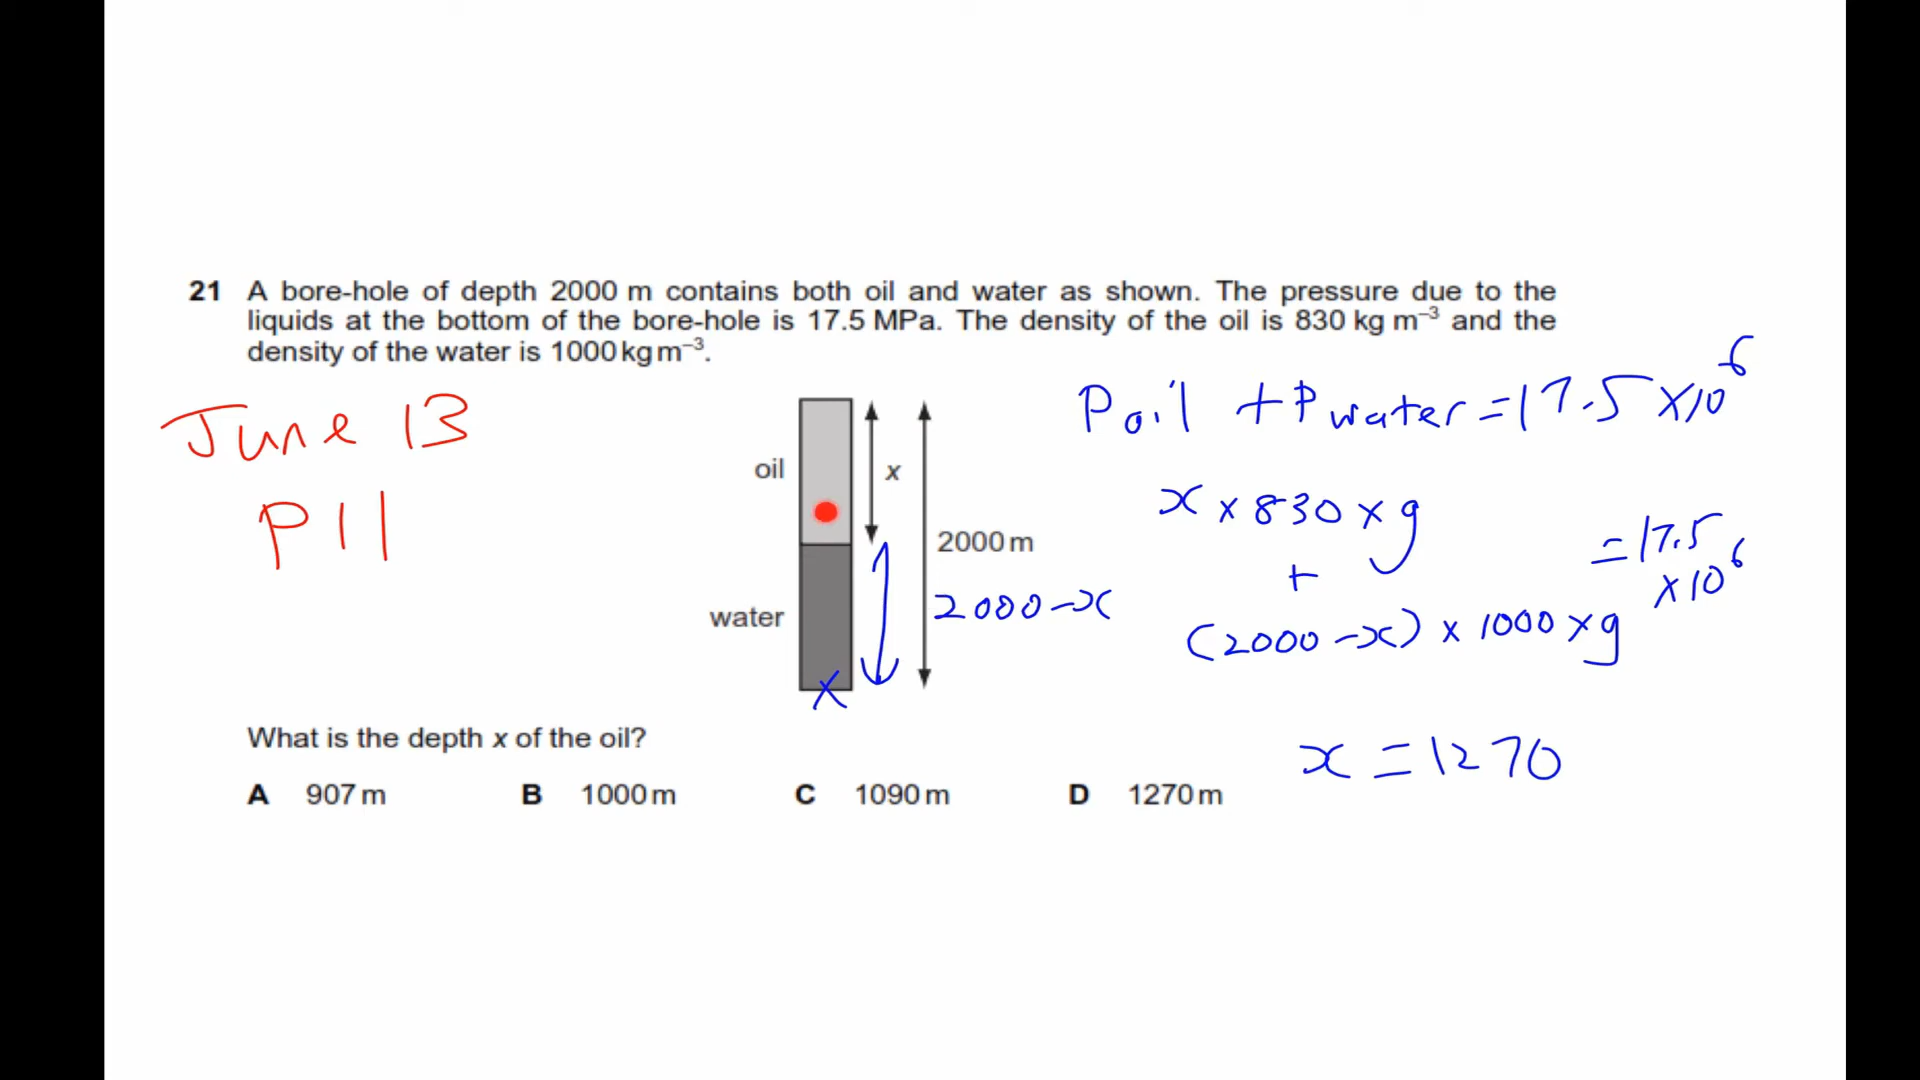 21 A bore-hole of depth 2000 m contains both oil and water as shown. The pressure due to the
liquids at the bottom of the bore-hole is 17.5 MPa. The density of the oil is 830 kg m⁻³ and the
density of the water is 1000 kg m⁻³.
June 13
P11
oil
x
2000 m
water
2000 - x
x
P oil + P water = 17.5 × 10⁶
x × 830 × g
+
(2000 - x) × 1000 × g
= 17.5
× 10⁶
x = 1270
What is the depth x of the oil?
A 907 m B 1000 m C 1090 m D 1270 m